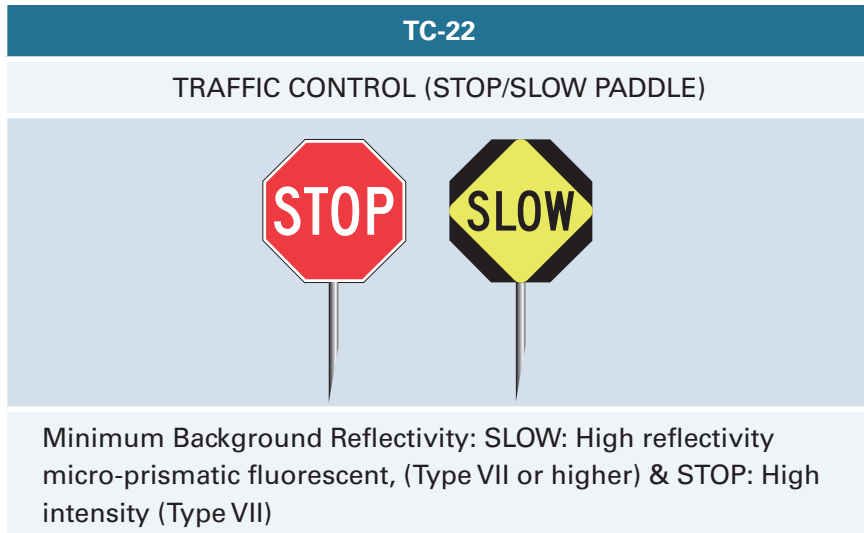 TC-22
TRAFFIC CONTROL (STOP/SLOW PADDLE)
STOP SLOW
Minimum Background Reflectivity: SLOW: High reflectivity
micro-prismatic fluorescent, (Type VII or higher) & STOP: High
intensity (Type VII)